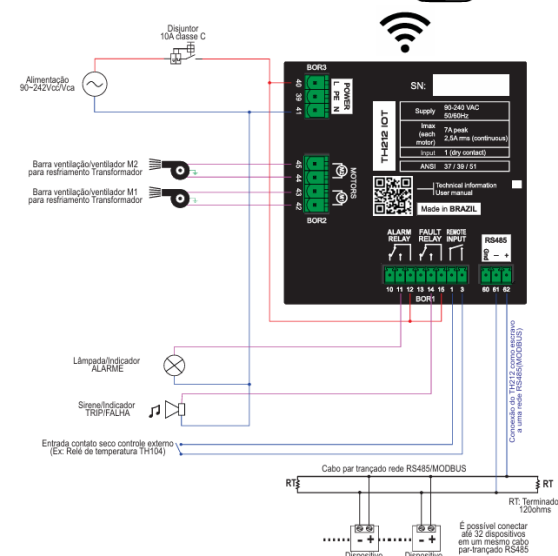 Disjuntor
10A classe C
Alimentação
90~242Vcc/Vca
Barra ventilação/ventilador M2
para resfriamento Transformador
Barra ventilação/ventilador M1
para resfriamento Transformador
BOR3
40 39 41
L PE N
POWER
45 44 43 42
MOTORS
M2
M1
BOR2
TH212 IOT
SN:
Supply 90-240 VAC
50/60Hz
Imax
(each
motor)
7A peak
2,5A rms (continuous)
Input 1 (dry contact)
ANSI 37 / 39 / 51
Technical information
User manual
Made in BRAZIL
ALARM
RELAY
FAULT
RELAY
REMOTE
INPUT
RS485
Gnd − +
10 11 12 13 14 15 1 3
60 61 62
BOR1
Lâmpada/Indicador
ALARME
Sirene/Indicador
TRIP/FALHA
Entrada contato seco controle externo
(Ex: Relé de temperatura TH104)
Conoexão do TH212 como escravo
a uma rede RS485(MODBUS)
Cabo par trançado rede RS485/MODBUS
RT
RT
RT: Terminado
120ohms
É possível conectar
até 32 dispositivos
em um mesmo cabo
par-trançado RS485
- +
- +
Dispositivo
Dispositivo